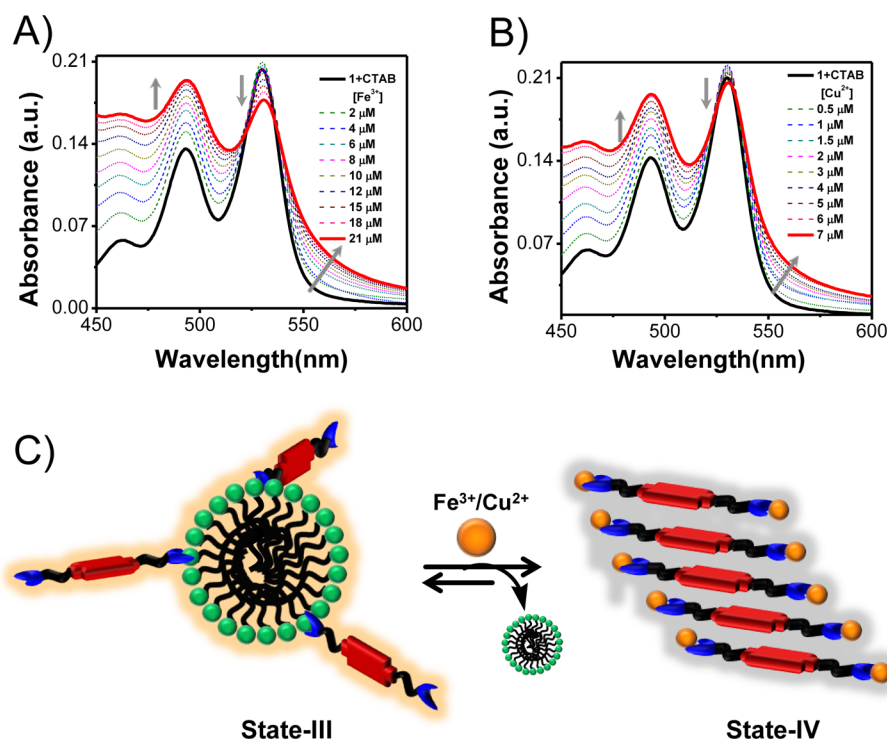 A)
Absorbance (a.u.)
0.21
0.14
0.07
0.00
450
500
550
600
Wavelength(nm)
1+CTAB
[Fe³⁺]
2 μM
4 μM
6 μM
8 μM
10 μM
12 μM
15 μM
18 μM
21 μM
B)
Absorbance (a.u.)
0.21
0.14
0.07
450
500
550
600
Wavelength(nm)
1+CTAB
[Cu²⁺]
0.5 μM
1 μM
1.5 μM
2 μM
3 μM
4 μM
5 μM
6 μM
7 μM
C)
Fe³⁺/Cu²⁺
State-III
State-IV